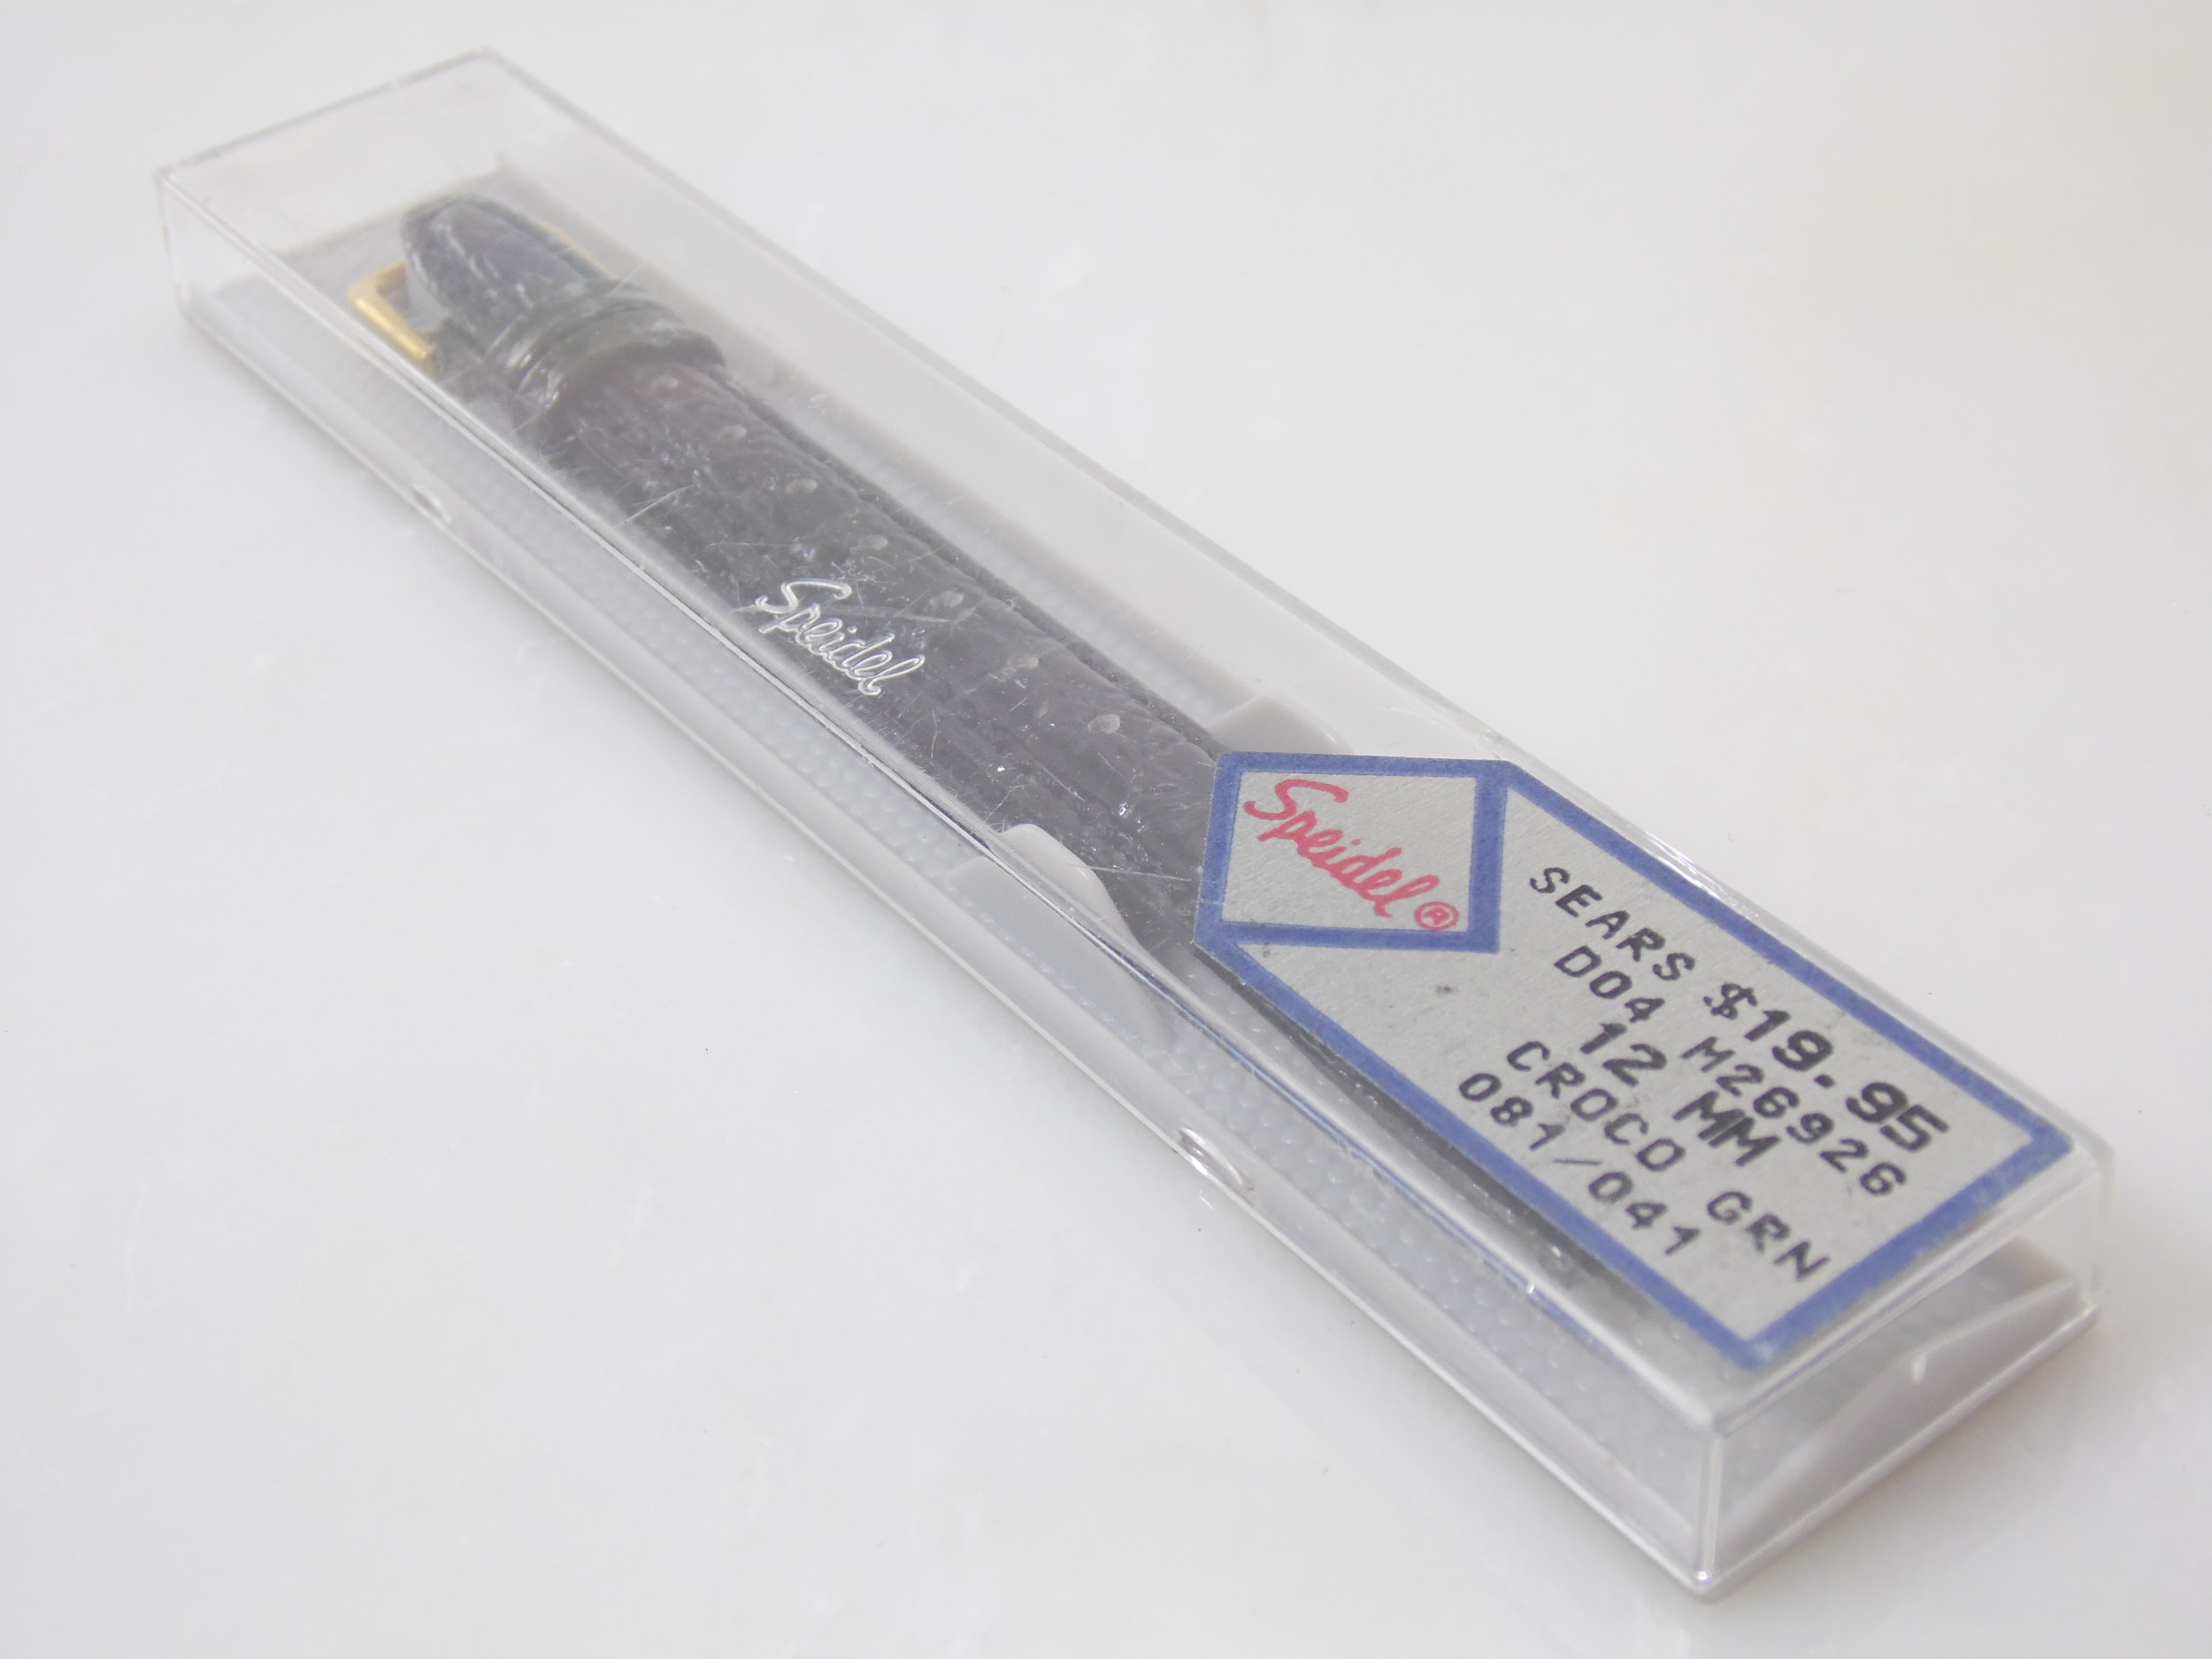 Speidel
Speidel®
SEARS $19.95
D04 M26926
12 MM
CROCO GRN
081/041